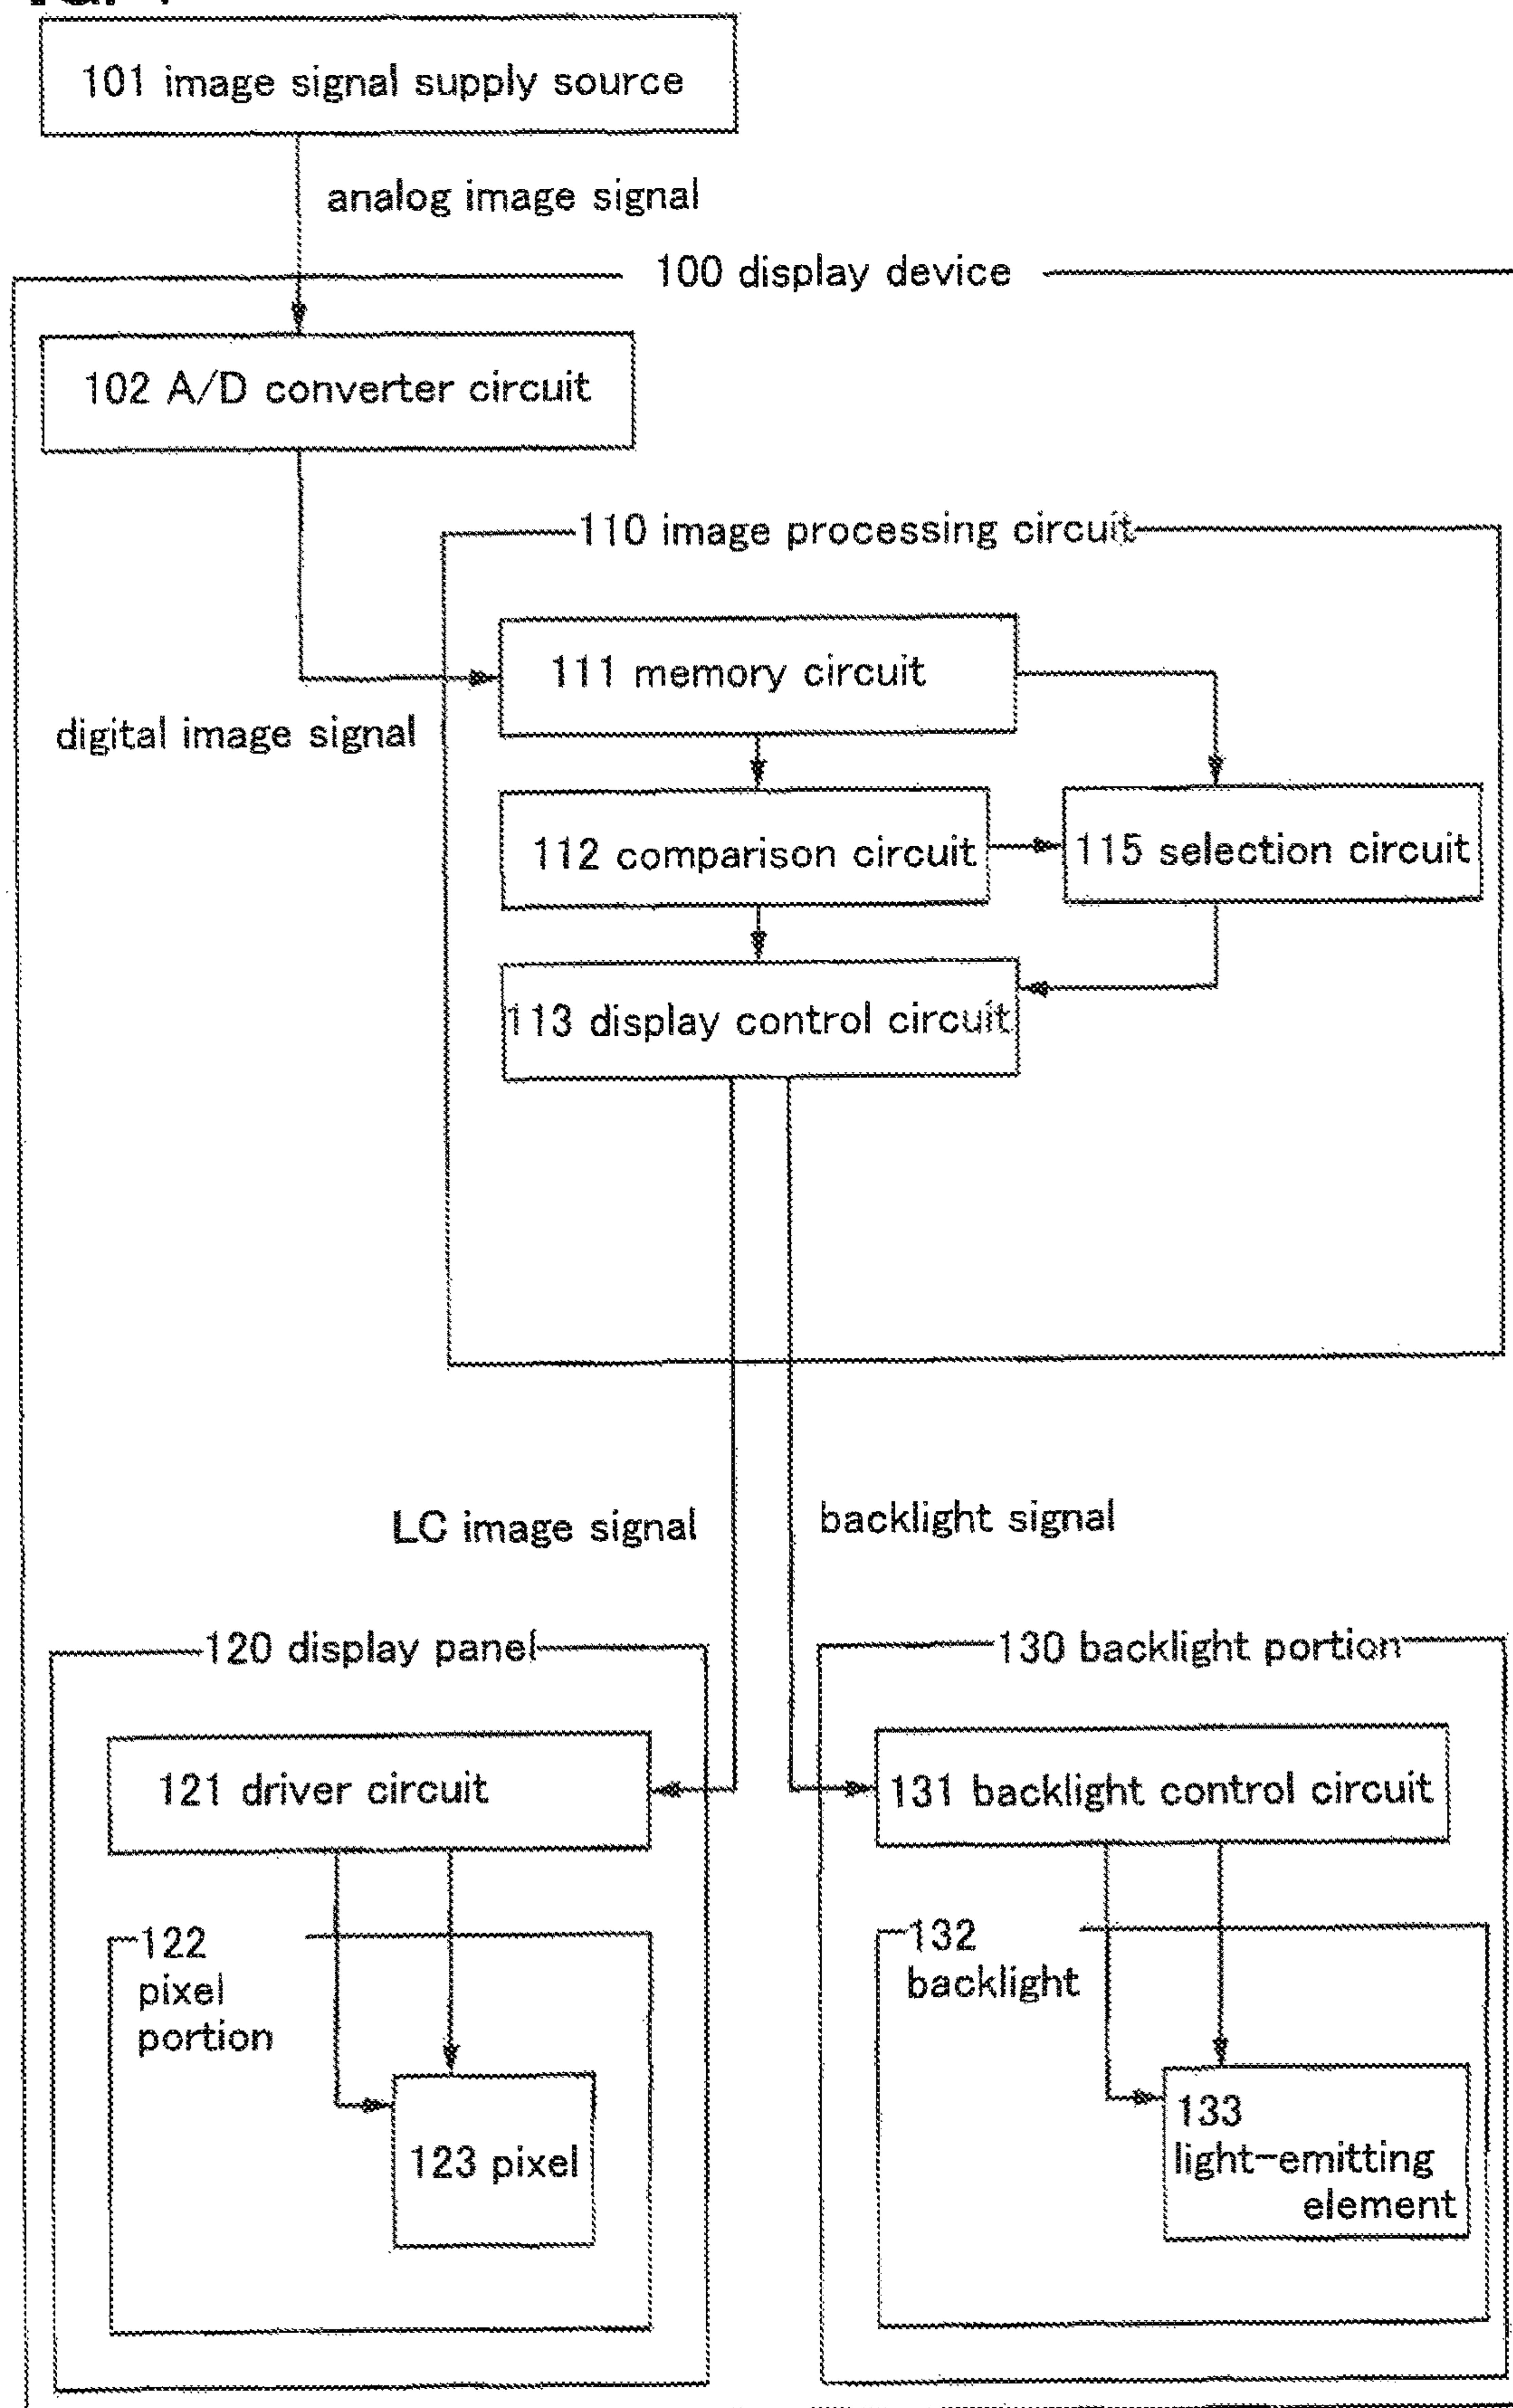 101 image signal supply source
analog image signal
100 display device
102 A/D converter circuit
110 image processing circuit
111 memory circuit
digital image signal
112 comparison circuit
115 selection circuit
113 display control circuit
LC image signal
backlight signal
120 display panel
130 backlight portion
121 driver circuit
131 backlight control circuit
122
pixel
portion
132
backlight
123 pixel
133
light-emitting
element